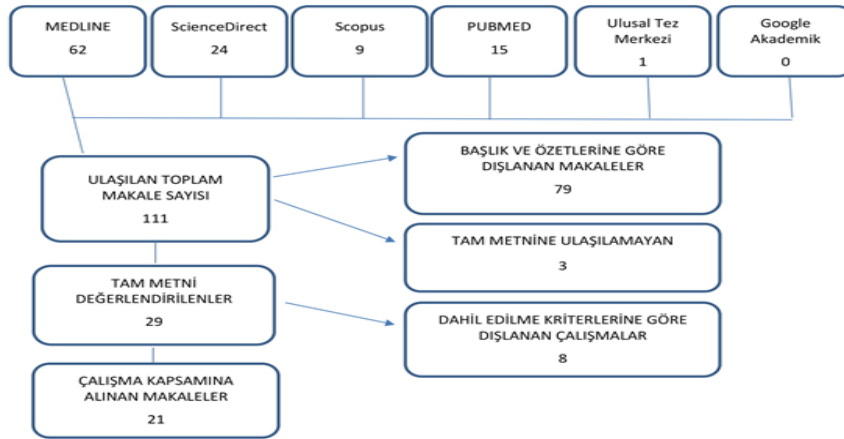 MEDLINE
62
ScienceDirect
24
Scopus
9
PUBMED
15
Ulusal Tez
Merkezi
1
Google
Akademik
0
ULAŞILAN TOPLAM
MAKALE SAYISI
111
BAŞLIK VE ÖZETLERİNE GÖRE
DIŞLANAN MAKALELER
79
TAM METNİNE ULAŞILAMAYAN
3
TAM METNİ
DEĞERLENDİRİLENLER
29
DAHİL EDİLME KRİTERLERİNE GÖRE
DIŞLANAN ÇALIŞMALAR
8
ÇALIŞMA KAPSAMINA
ALINAN MAKALELER
21